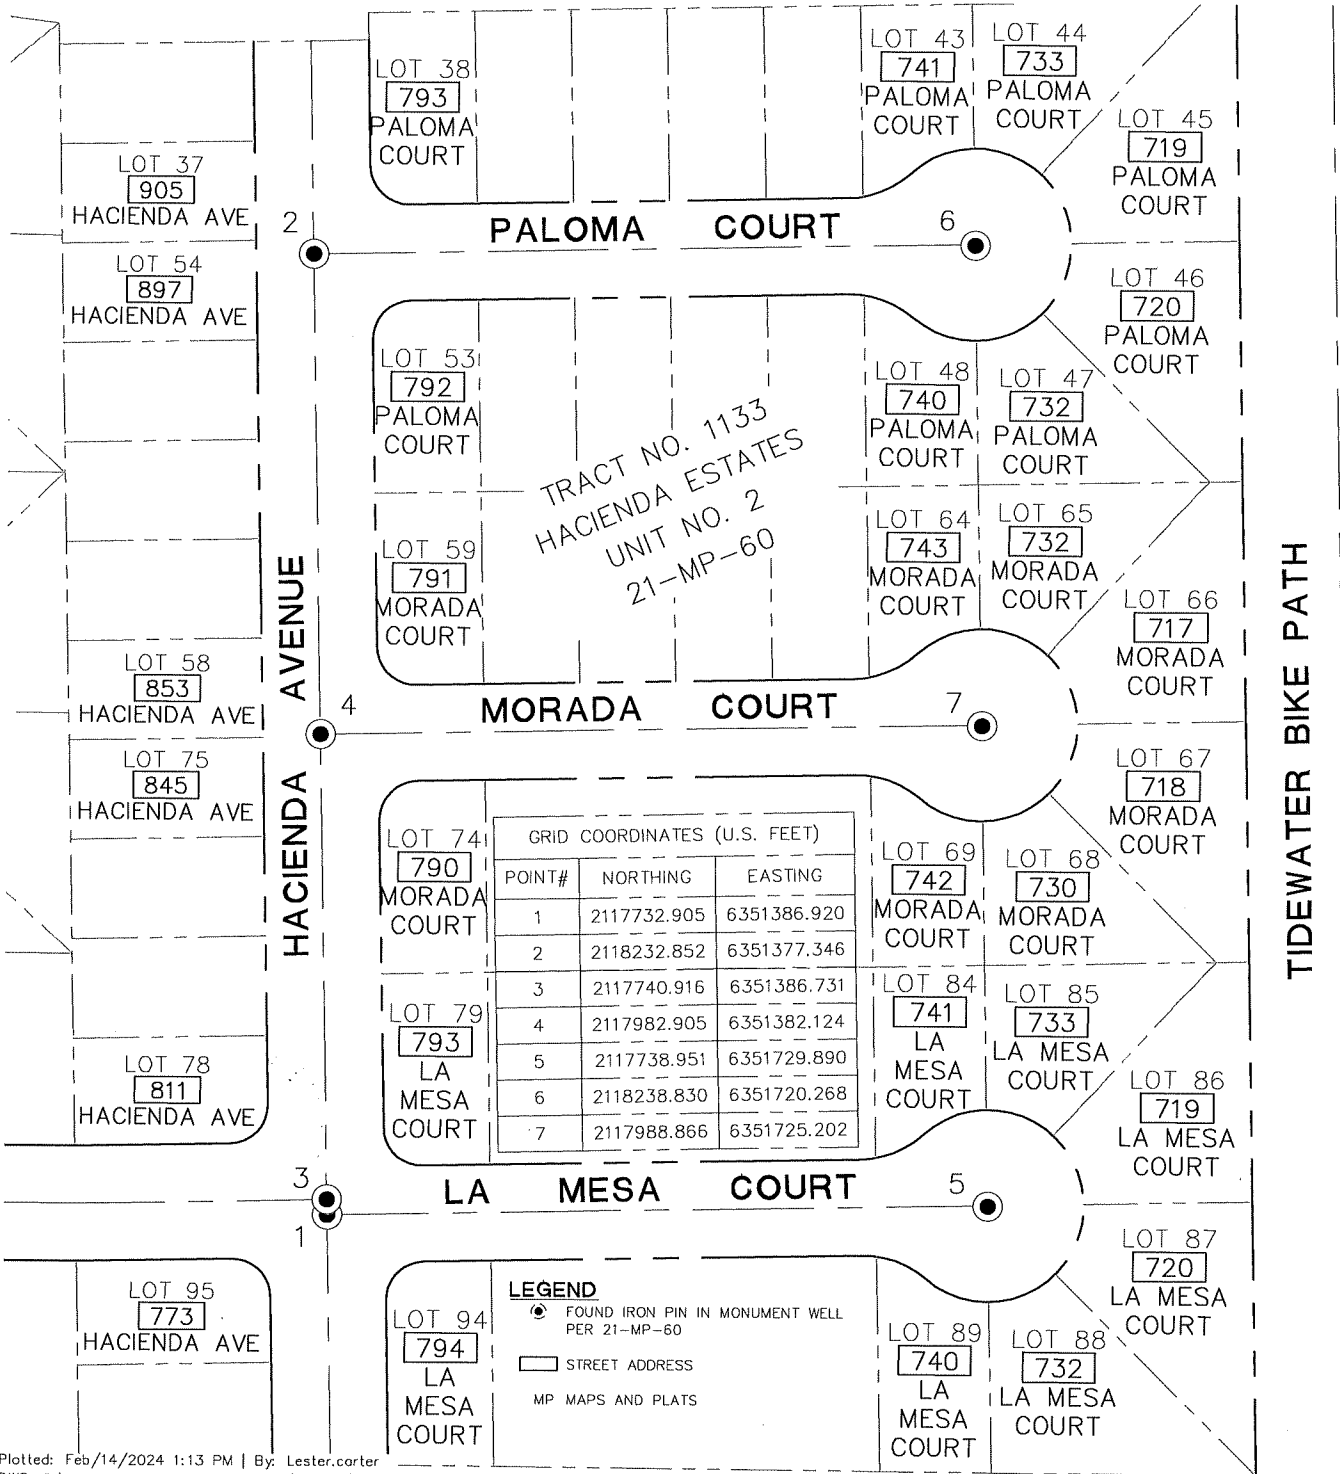 LOT 38
793
PALOMA
COURT
LOT 43
741
PALOMA
COURT
LOT 44
733
PALOMA
COURT
LOT 45
719
PALOMA
COURT
LOT 37
905
HACIENDA AVE
2
PALOMA COURT
6
LOT 54
897
HACIENDA AVE
LOT 46
720
PALOMA
COURT
LOT 53
792
PALOMA
COURT
LOT 48
740
PALOMA
COURT
LOT 47
732
PALOMA
COURT
TRACT NO. 1133
HACIENDA ESTATES
UNIT NO. 2
21-MP-60
LOT 59
791
MORADA
COURT
LOT 64
743
MORADA
COURT
LOT 65
732
MORADA
COURT
LOT 66
717
MORADA
COURT
HACIENDA AVENUE
TIDEWATER BIKE PATH
LOT 58
853
HACIENDA AVE
4
MORADA COURT
7
LOT 75
845
HACIENDA AVE
LOT 67
718
MORADA
COURT
LOT 74
790
MORADA
COURT
GRID COORDINATES (U.S. FEET)
POINT# NORTHING EASTING
1 2117732.905 6351386.920
2 2118232.852 6351377.346
3 2117740.916 6351386.731
4 2117982.905 6351382.124
5 2117738.951 6351729.890
6 2118238.830 6351720.268
7 2117988.866 6351725.202
LOT 69
742
MORADA
COURT
LOT 68
730
MORADA
COURT
LOT 79
793
LA
MESA
COURT
LOT 84
741
LA
MESA
COURT
LOT 85
733
LA MESA
COURT
LOT 78
811
HACIENDA AVE
LOT 86
719
LA MESA
COURT
3
1
LA MESA COURT
5
LOT 87
720
LA MESA
COURT
LOT 95
773
HACIENDA AVE
LOT 94
794
LA
MESA
COURT
LEGEND
FOUND IRON PIN IN MONUMENT WELL
PER 21-MP-60
STREET ADDRESS
MP MAPS AND PLATS
LOT 89
740
LA
MESA
COURT
LOT 88
732
LA MESA
COURT
Plotted: Feb/14/2024 1:13 PM | By: Lester.carter